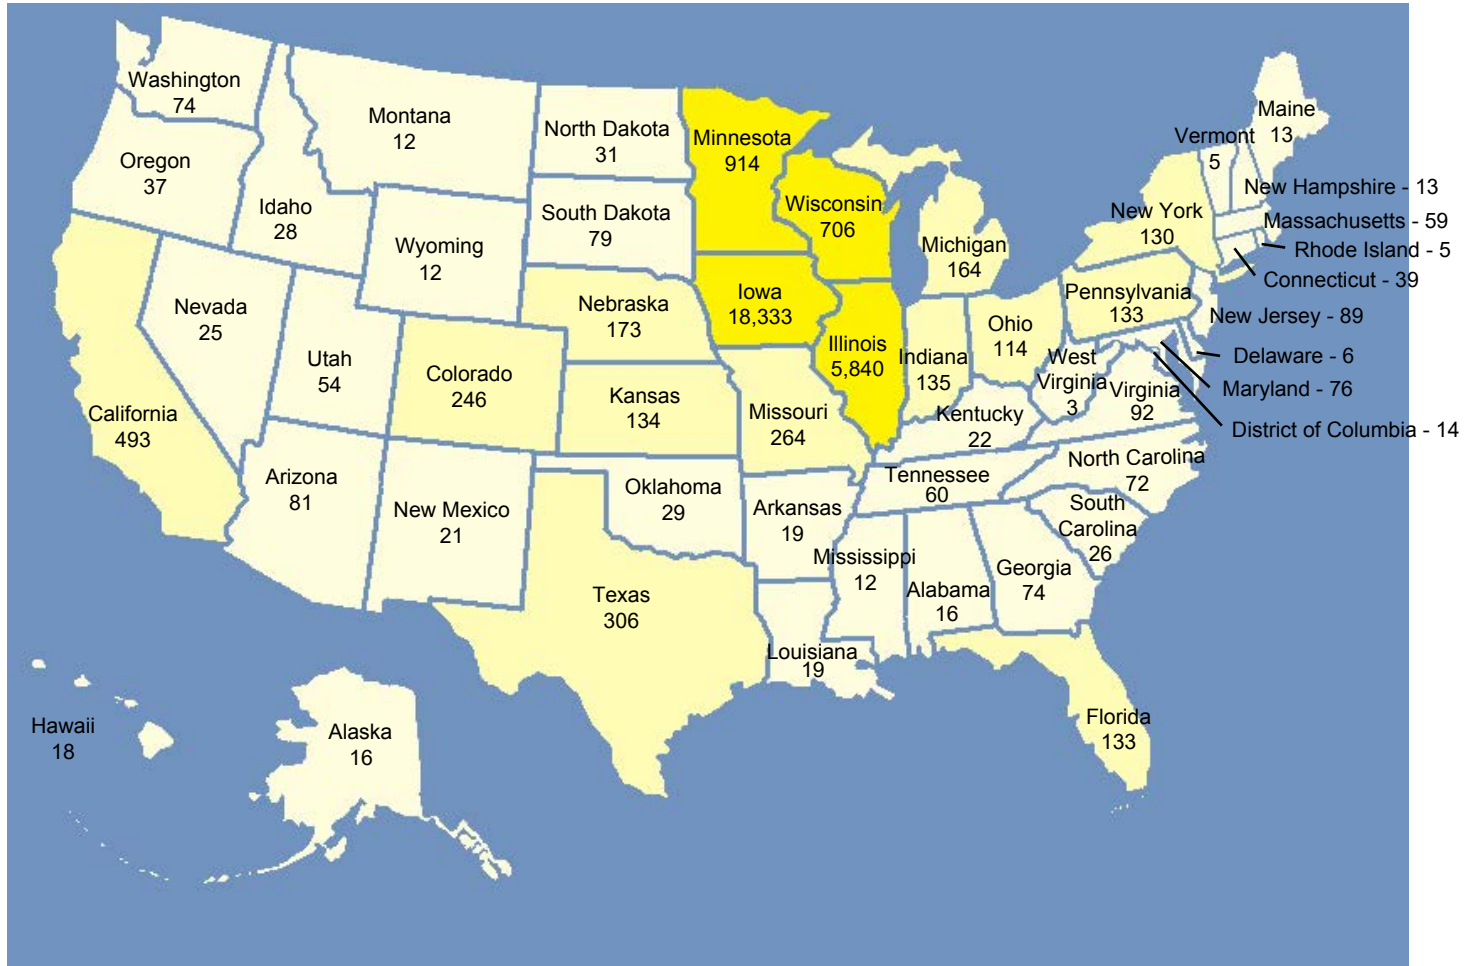 Washington
74
Oregon
37
Idaho
28
Montana
12
Wyoming
12
North Dakota
31
South Dakota
79
Nebraska
173
Kansas
134
Minnesota
914
Wisconsin
706
Iowa
18,333
Illinois
5,840
Missouri
264
Michigan
164
Indiana
135
Ohio
114
Nevada
25
Utah
54
Colorado
246
California
493
Arizona
81
New Mexico
21
Oklahoma
29
Texas
306
Arkansas
19
Louisiana
19
Mississippi
12
Alabama
16
Georgia
74
Florida
133
South
Carolina
26
North Carolina
72
Tennessee
60
Kentucky
22
West
Virginia
3
Virginia
92
Pennsylvania
133
New York
130
Vermont
5
Maine
13
New Hampshire - 13
Massachusetts - 59
Rhode Island - 5
Connecticut - 39
New Jersey - 89
Delaware - 6
Maryland - 76
District of Columbia - 14
Hawaii
18
Alaska
16